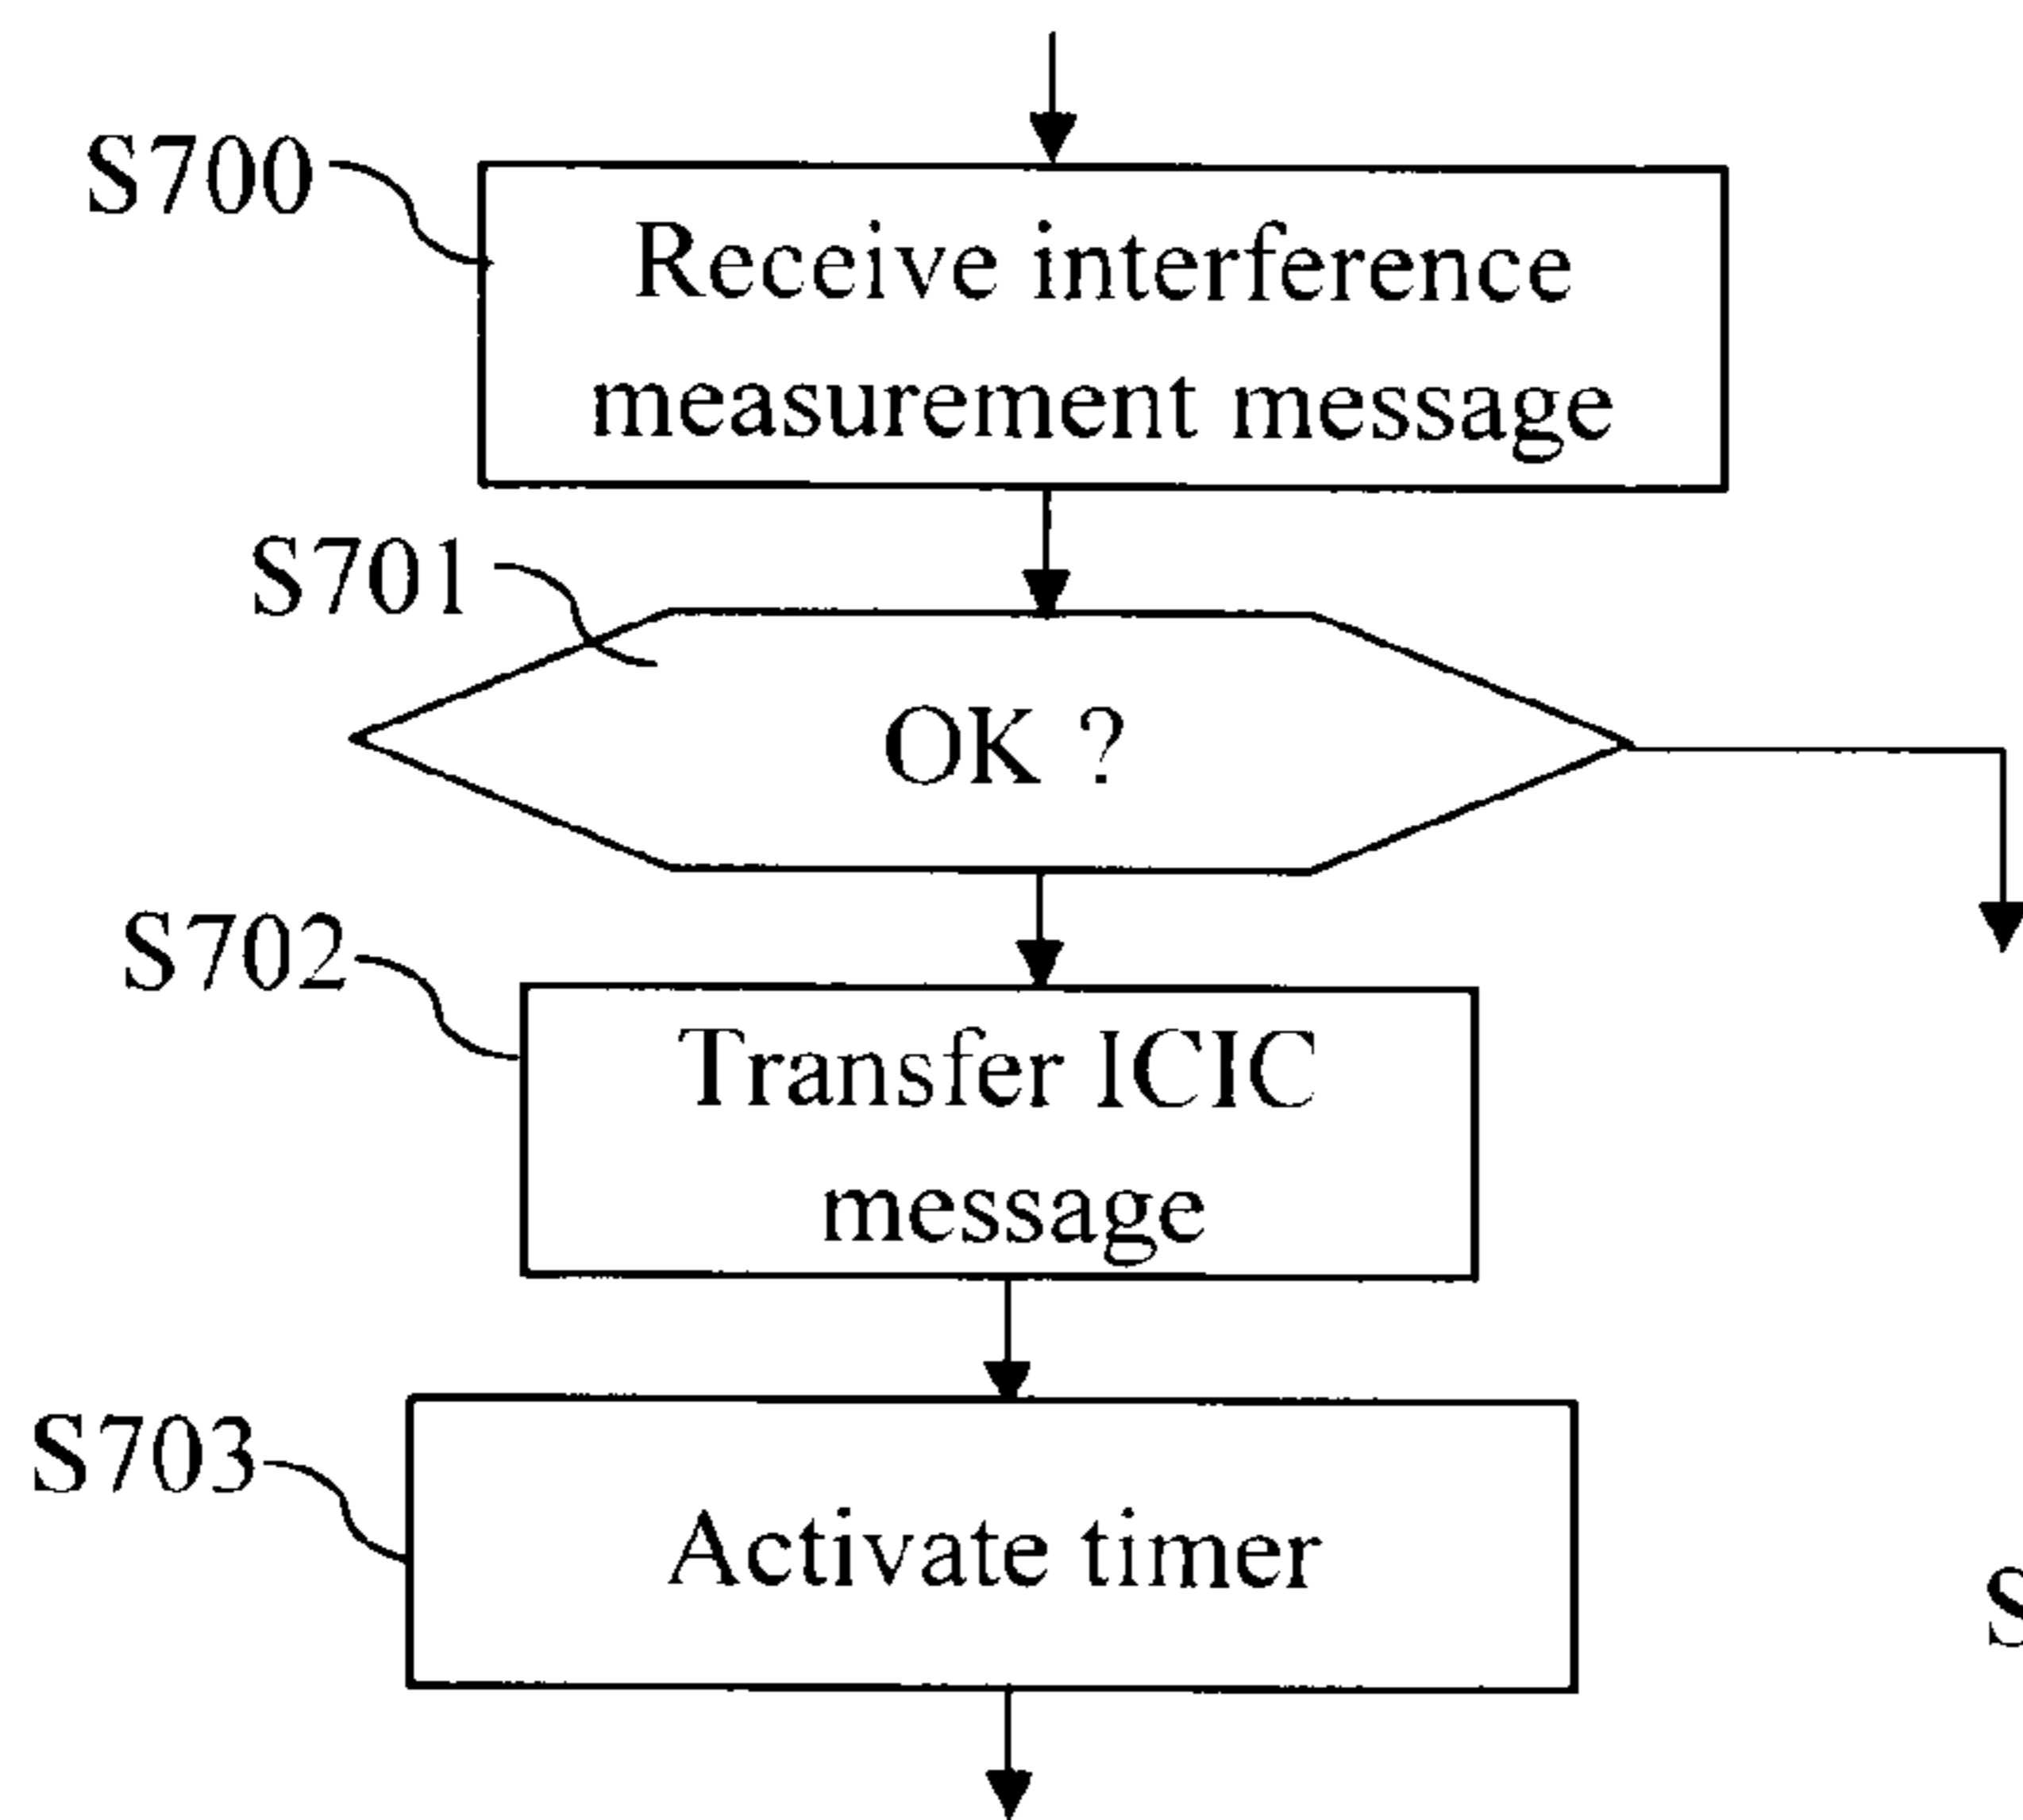 S700
Receive interference
measurement message
S701
OK ?
S702
Transfer ICIC
message
S703
Activate timer
S